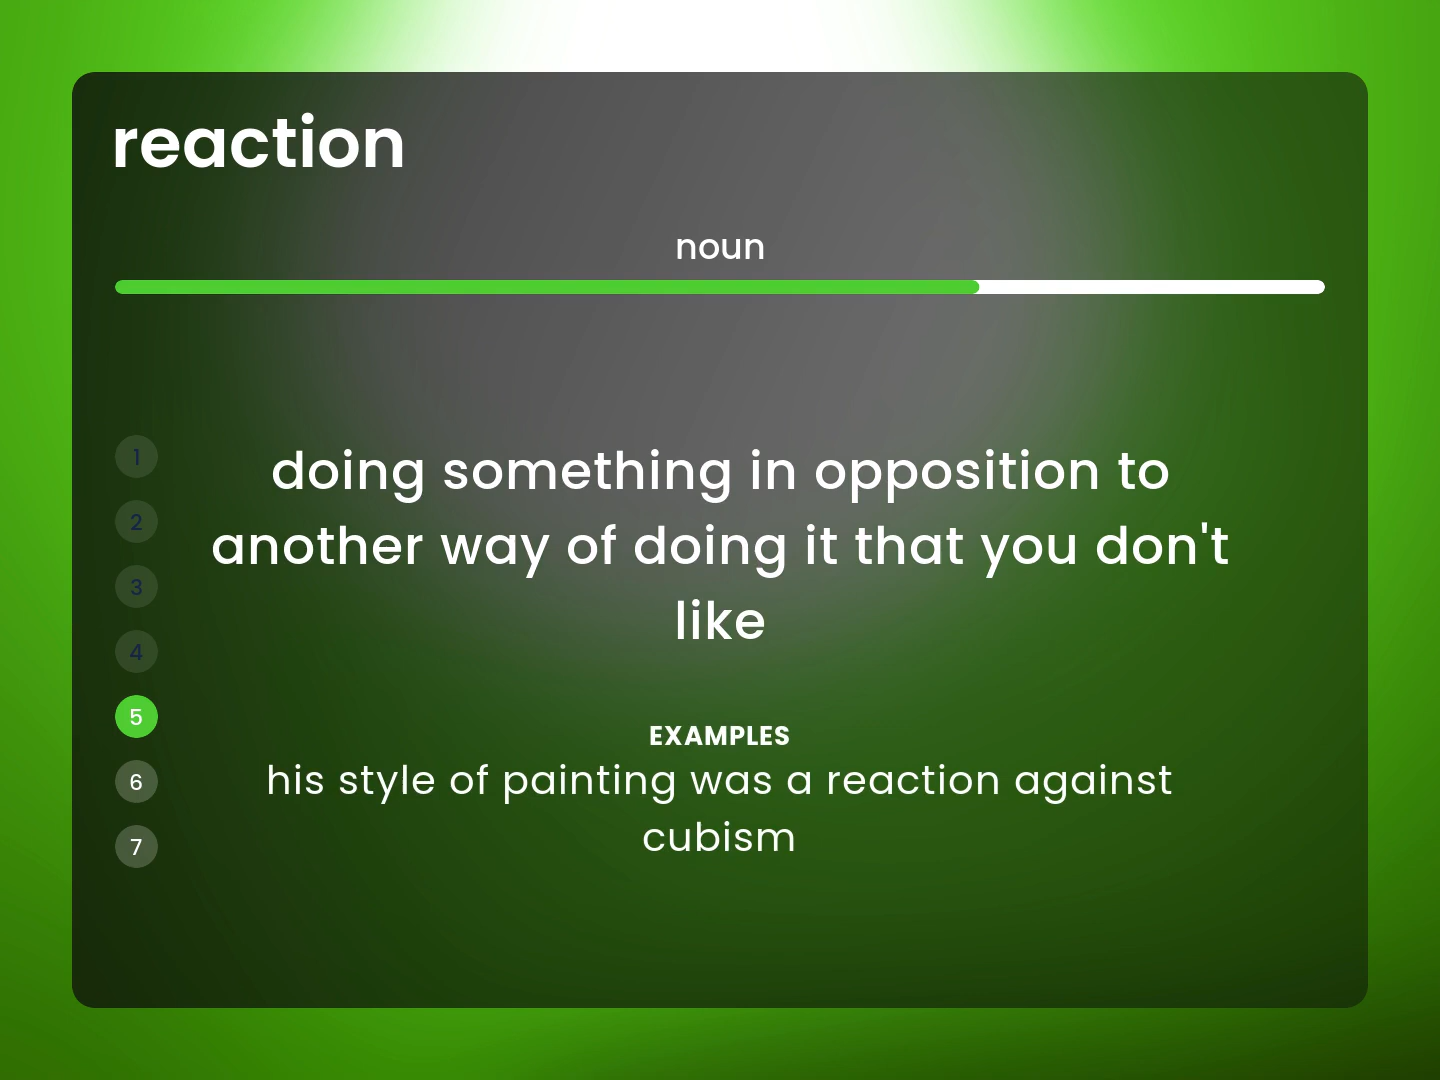 reaction
noun
1
2
3
4
5
6
7
doing something in opposition to
another way of doing it that you don't
like
EXAMPLES
his style of painting was a reaction against
cubism